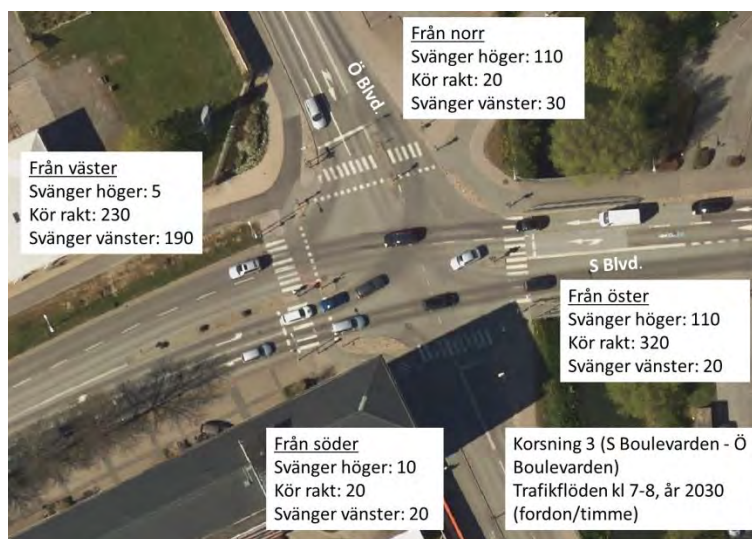 Från norr
Svänger höger: 110
Kör rakt: 20
Svänger vänster: 30
Ö Blvd.
Från väster
Svänger höger: 5
Kör rakt: 230
Svänger vänster: 190
S Blvd.
Från öster
Svänger höger: 110
Kör rakt: 320
Svänger vänster: 20
Från söder
Svänger höger: 10
Kör rakt: 20
Svänger vänster: 20
Korsning 3 (S Boulevarden - Ö
Boulevarden)
Trafikflöden kl 7-8, år 2030
(fordon/timme)